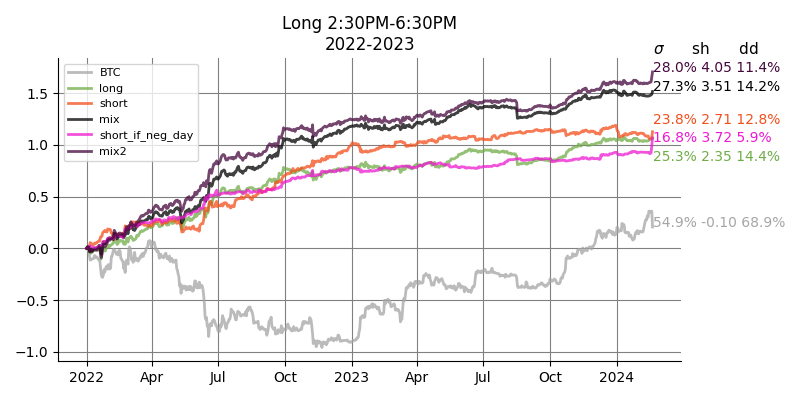 Long 2:30PM-6:30PM
2022-2023
σ sh dd
28.0% 4.05 11.4%
27.3% 3.51 14.2%
23.8% 2.71 12.8%
16.8% 3.72 5.9%
25.3% 2.35 14.4%
54.9% -0.10 68.9%
BTC
long
short
mix
short_if_neg_day
mix2
1.5
1.0
0.5
0.0
−0.5
−1.0
2022 Apr Jul Oct 2023 Apr Jul Oct 2024